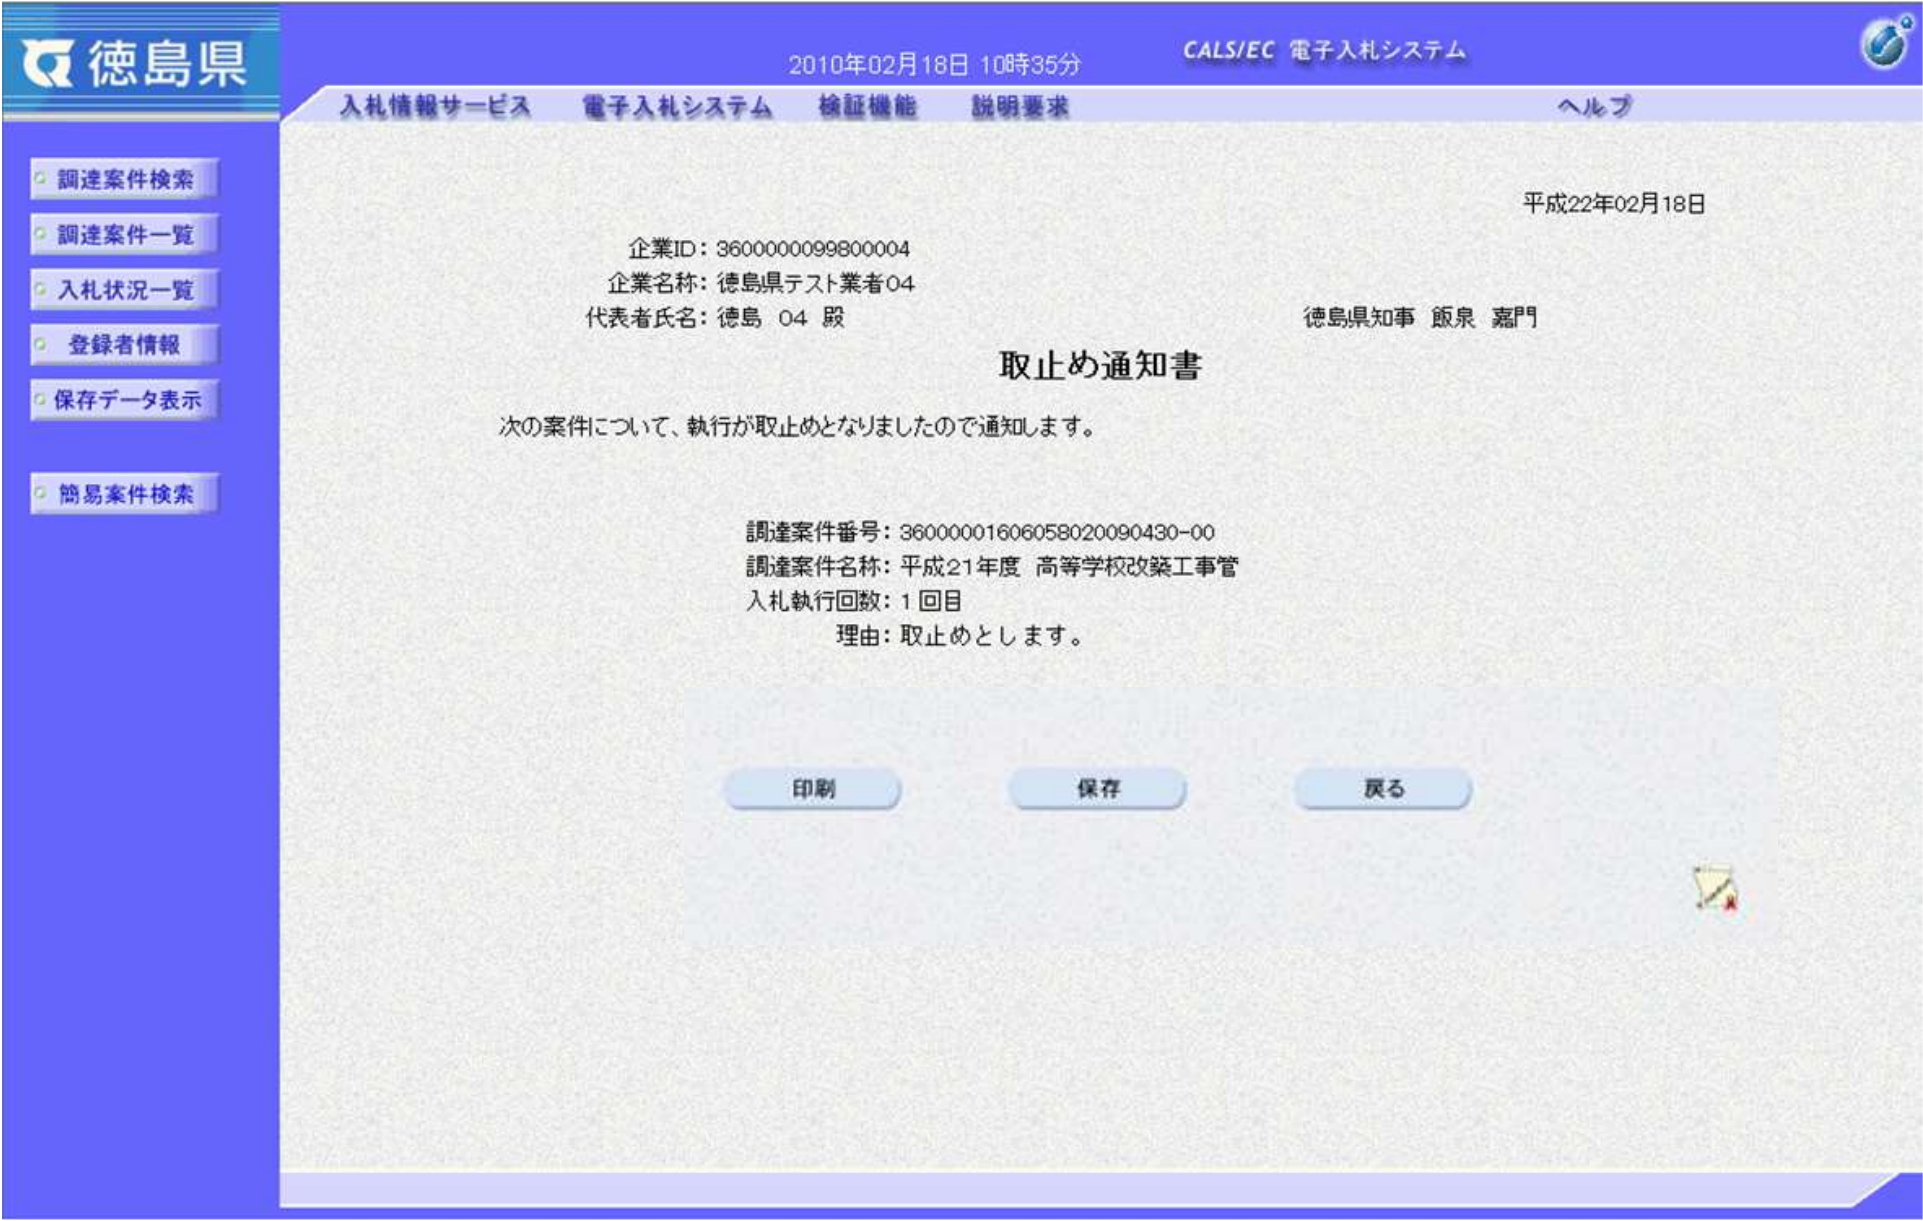 徳島県
2010年02月18日 10時35分
CALS/EC 電子入札システム
入札情報サービス 電子入札システム 検証機能 説明要求 ヘルプ
調達案件検索
調達案件一覧
入札状況一覧
登録者情報
保存データ表示
簡易案件検索
平成22年02月18日
企業ID：3600000099800004
企業名称：徳島県テスト業者04
代表者氏名：徳島 04 殿
徳島県知事 飯泉 嘉門
取止め通知書
次の案件について、執行が取止めとなりましたので通知します。
調達案件番号：36000001606058020090430-00
調達案件名称：平成21年度 高等学校改築工事管
入札執行回数：1回目
理由：取止めとします。
印刷 保存 戻る